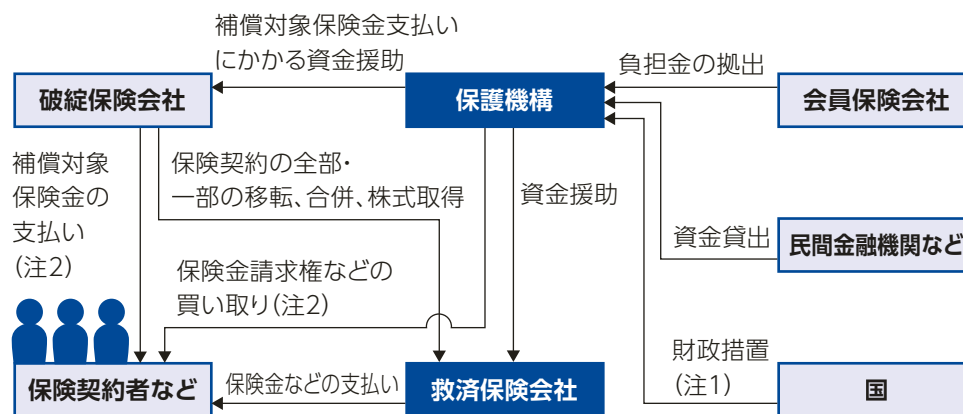 補償対象保険金支払い
にかかる資金援助
負担金の拠出
破綻保険会社
保護機構
会員保険会社
補償対象
保険金の
支払い
(注2)
保険契約の全部・
一部の移転、合併、株式取得
資金援助
資金貸出
民間金融機関など
保険金請求権などの
買い取り(注2)
財政措置
(注1)
保険契約者など
保険金などの支払い
救済保険会社
国